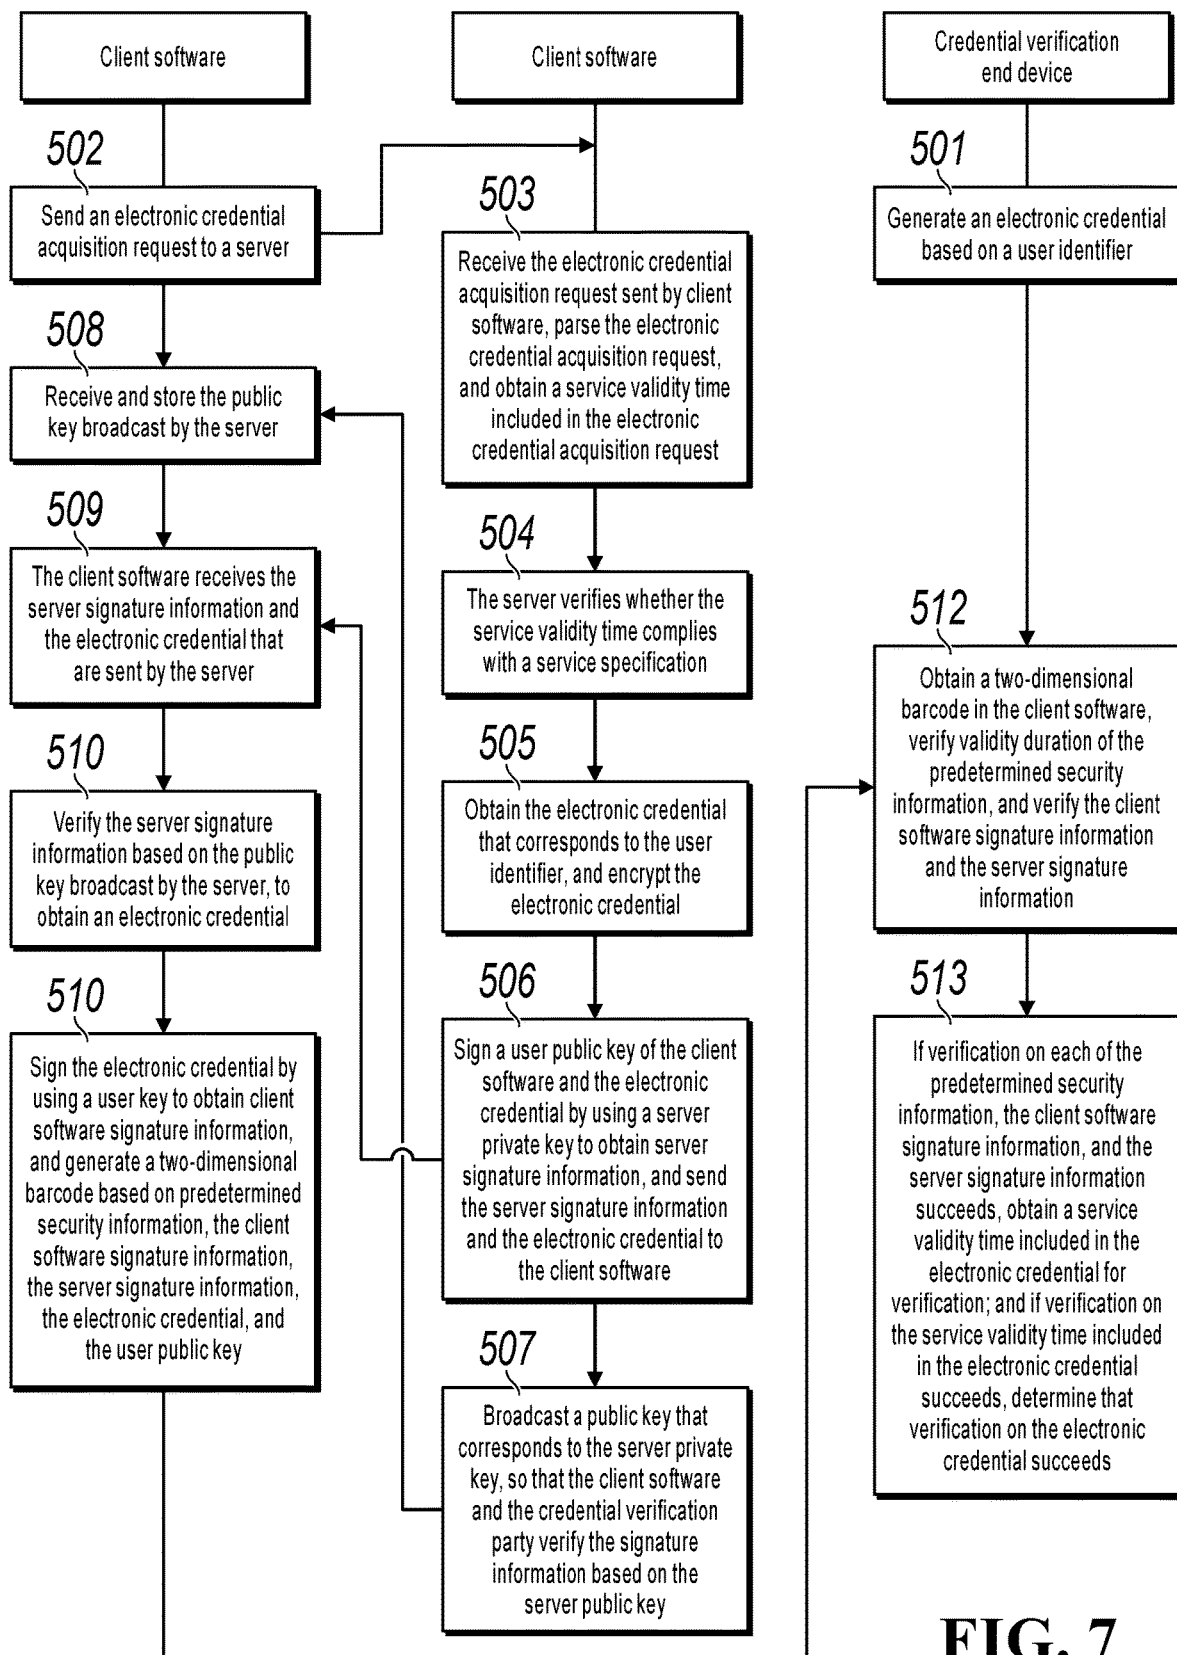 Client software
502
Send an electronic credential
acquisition request to a server
508
Receive and store the public
key broadcast by the server
509
The client software receives the
server signature information and
the electronic credential that
are sent by the server
510
Verify the server signature
information based on the public
key broadcast by the server, to
obtain an electronic credential
510
Sign the electronic credential by
using a user key to obtain client
software signature information,
and generate a two-dimensional
barcode based on predetermined
security information, the client
software signature information,
the server signature information,
the electronic credential, and
the user public key
Client software
503
Receive the electronic credential
acquisition request sent by client
software, parse the electronic
credential acquisition request,
and obtain a service validity time
included in the electronic
credential acquisition request
504
The server verifies whether the
service validity time complies
with a service specification
505
Obtain the electronic credential
that corresponds to the user
identifier, and encrypt the
electronic credential
506
Sign a user public key of the client
software and the electronic
credential by using a server
private key to obtain server
signature information, and send
the server signature information
and the electronic credential to
the client software
507
Broadcast a public key that
corresponds to the server private
key, so that the client software
and the credential verification
party verify the signature
information based on the
server public key
Credential verification
end device
501
Generate an electronic credential
based on a user identifier
512
Obtain a two-dimensional
barcode in the client software,
verify validity duration of the
predetermined security
information, and verify the client
software signature information
and the server signature
information
513
If verification on each of the
predetermined security
information, the client software
signature information, and the
server signature information
succeeds, obtain a service
validity time included in the
electronic credential for
verification; and if verification on
the service validity time included
in the electronic credential
succeeds, determine that
verification on the electronic
credential succeeds
FIG. 7